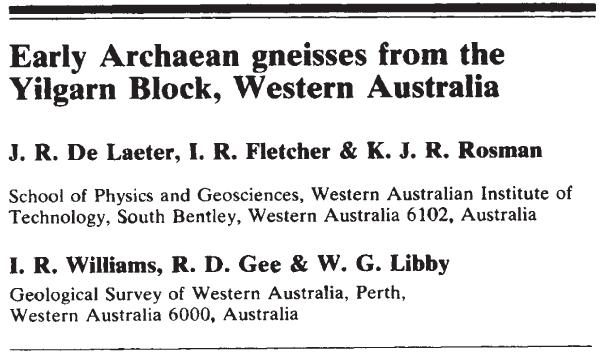 Early Archaean gneisses from the
Yilgarn Block, Western Australia
J. R. De Laeter, I. R. Fletcher & K. J. R. Rosman
School of Physics and Geosciences, Western Australian Institute of
Technology, South Bentley, Western Australia 6102, Australia
I. R. Williams, R. D. Gee & W. G. Libby
Geological Survey of Western Australia, Perth,
Western Australia 6000, Australia